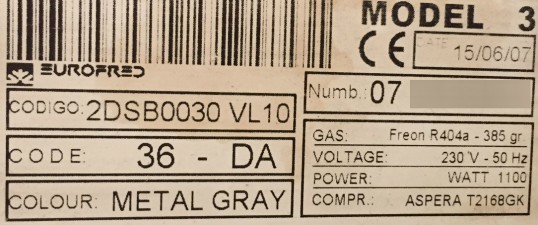 MODEL 3
CE DATE 15/06/07
EUROFRED
Numb.: 07
CODIGO: 2DSB0030 VL10
CODE: 36 - DA
COLOUR: METAL GRAY
GAS: Freon R404a - 385 gr
VOLTAGE: 230 V - 50 Hz
POWER: WATT 1100
COMPR.: ASPERA T2168GK